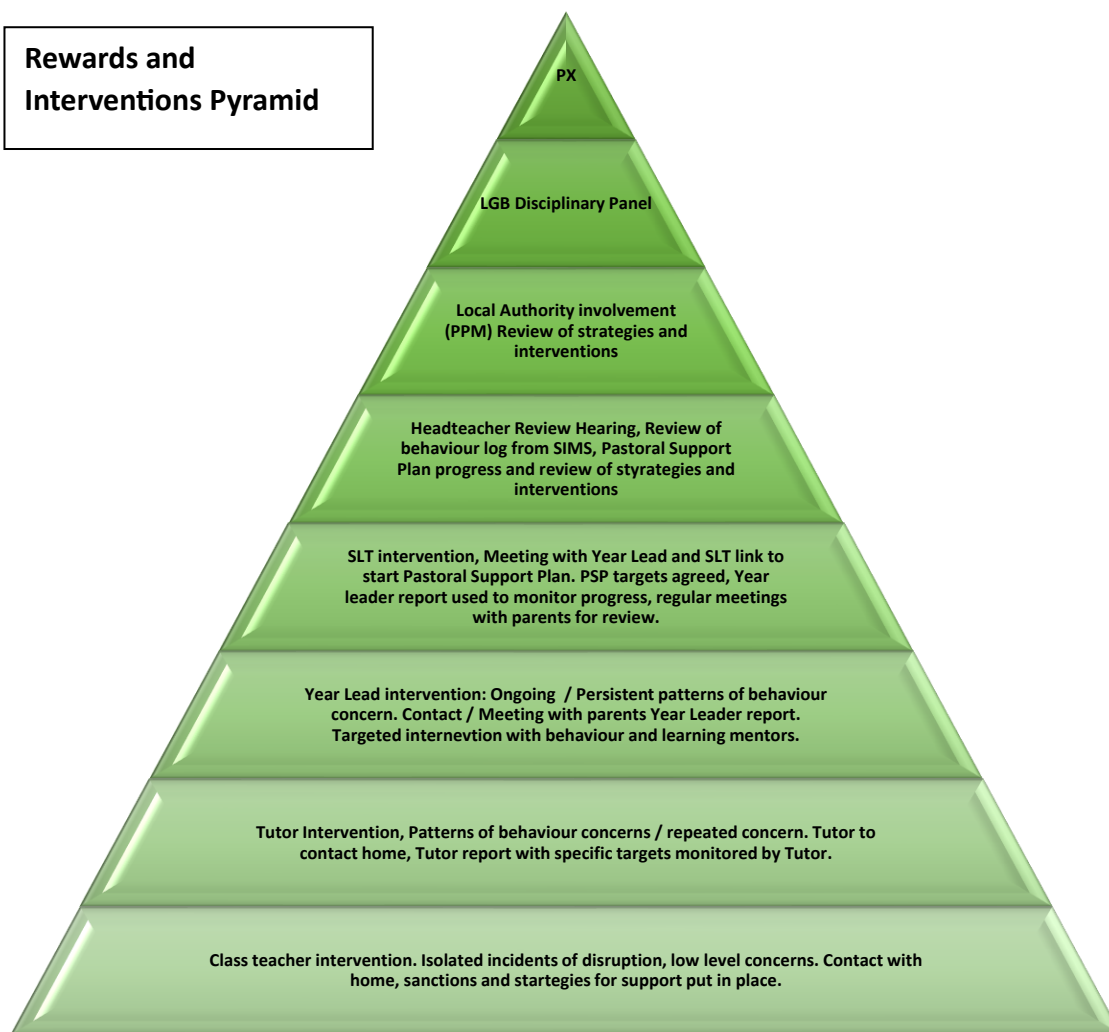 Rewards and
Interventions Pyramid
PX
LGB Disciplinary Panel
Local Authority involvement
(PPM) Review of strategies and
interventions
Headteacher Review Hearing, Review of
behaviour log from SIMS, Pastoral Support
Plan progress and review of styrategies and
interventions
SLT intervention, Meeting with Year Lead and SLT link to
start Pastoral Support Plan. PSP targets agreed, Year
leader report used to monitor progress, regular meetings
with parents for review.
Year Lead intervention: Ongoing / Persistent patterns of behaviour
concern. Contact / Meeting with parents Year Leader report.
Targeted internevtion with behaviour and learning mentors.
Tutor Intervention, Patterns of behaviour concerns / repeated concern. Tutor to
contact home, Tutor report with specific targets monitored by Tutor.
Class teacher intervention. Isolated incidents of disruption, low level concerns. Contact with
home, sanctions and startegies for support put in place.